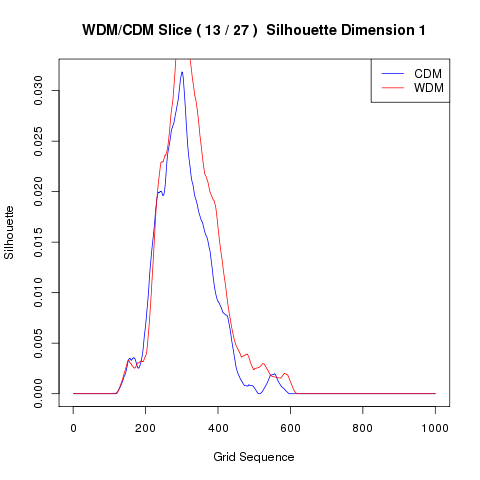 WDM/CDM Slice ( 13 / 27 )  Silhouette Dimension 1
CDM
WDM
Silhouette
0.030
0.025
0.020
0.015
0.010
0.005
0.000
0 200 400 600 800 1000
Grid Sequence